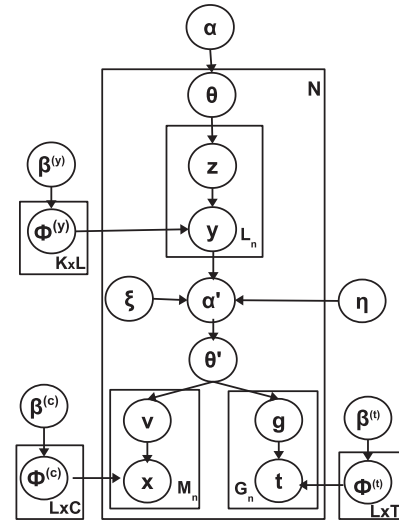 α
θ N
β(y) z
Φ(y) y Ln
KxL
ξ α' η
θ'
β(c) v g β(t)
Φ(c) x Mn Gn t Φ(t)
LxC LxT